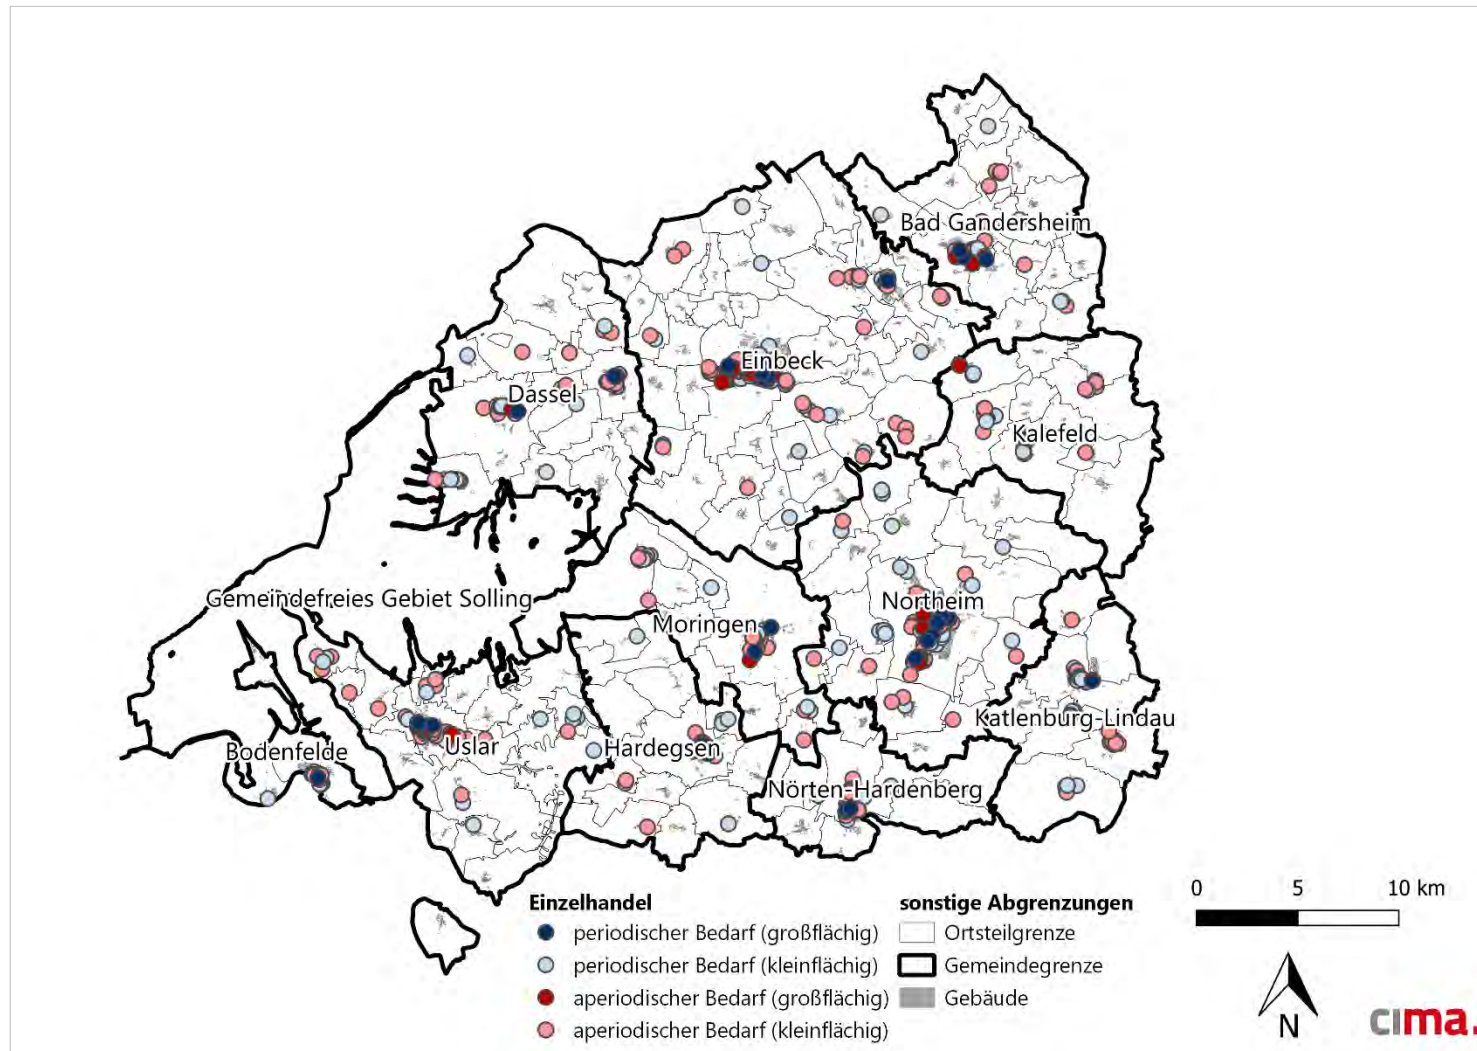 Bad Gandersheim
Einbeck
Dassel
Kalefeld
Gemeindefreies Gebiet Solling
Northeim
Moringen
Katlenburg-Lindau
Uslar
Hardegsen
Bodenfelde
Nörten-Hardenberg
Einzelhandel
periodischer Bedarf (großflächig)
periodischer Bedarf (kleinflächig)
aperiodischer Bedarf (großflächig)
aperiodischer Bedarf (kleinflächig)
sonstige Abgrenzungen
Ortsteilgrenze
Gemeindegrenze
Gebäude
0 5 10 km
N
cima.